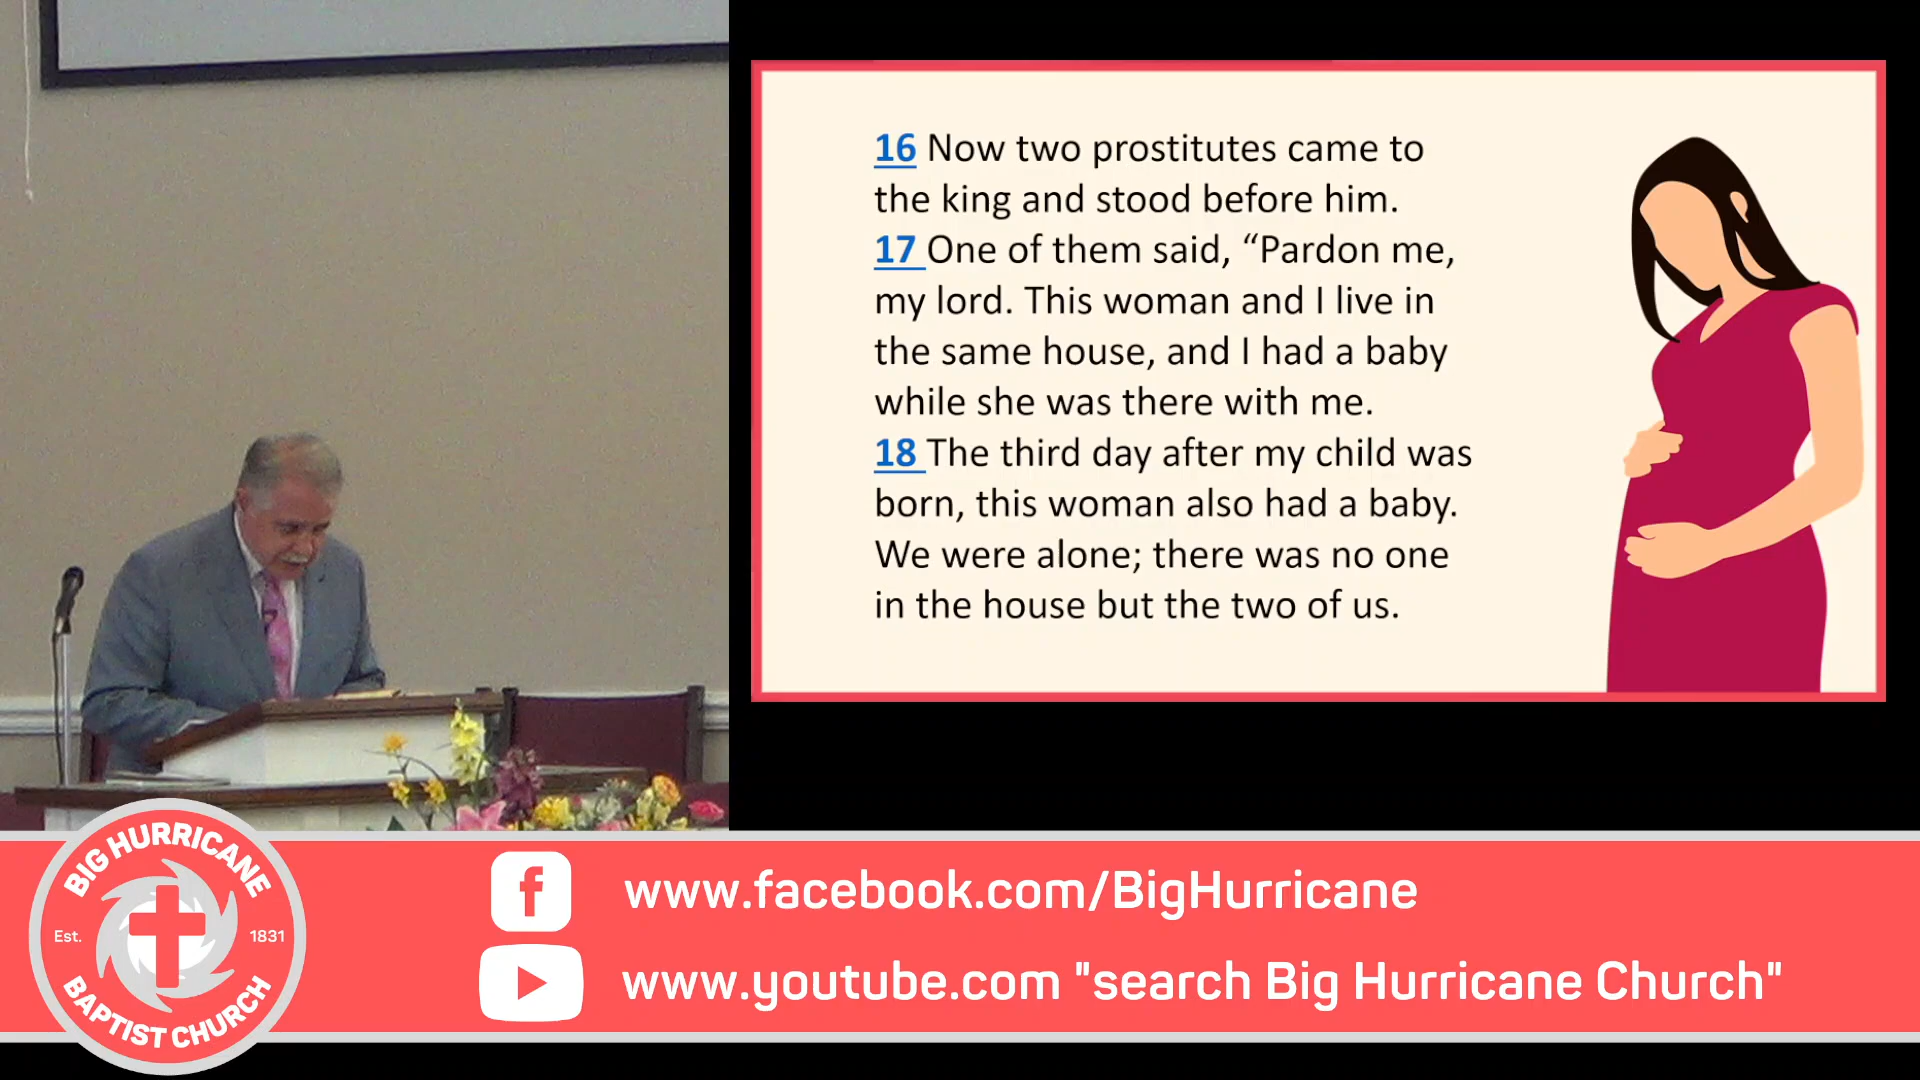 16 Now two prostitutes came to
the king and stood before him.
17 One of them said, “Pardon me,
my lord. This woman and I live in
the same house, and I had a baby
while she was there with me.
18 The third day after my child was
born, this woman also had a baby.
We were alone; there was no one
in the house but the two of us.
BIG HURRICANE
Est. 1831
BAPTIST CHURCH
www.facebook.com/BigHurricane
www.youtube.com "search Big Hurricane Church"